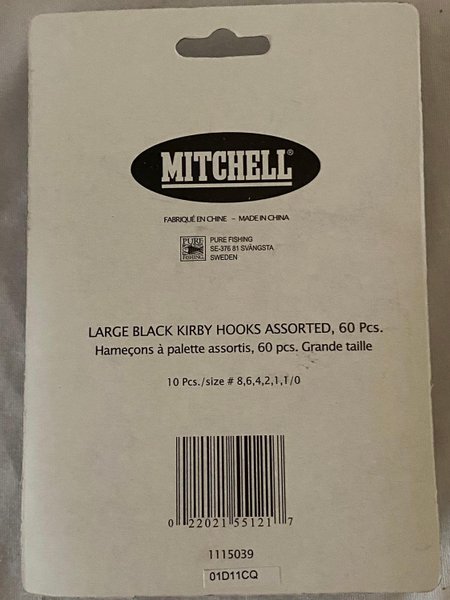 MITCHELL®
FABRIQUÉ EN CHINE - MADE IN CHINA
PURE FISHING
PURE FISHING
SE-376 81 SVÄNGSTA
SWEDEN
LARGE BLACK KIRBY HOOKS ASSORTED, 60 Pcs.
Hameçons à palette assortis, 60 pcs. Grande taille
10 Pcs./size # 8,6,4,2,1,1/0
0 22021 55121 7
1115039
01D11CQ